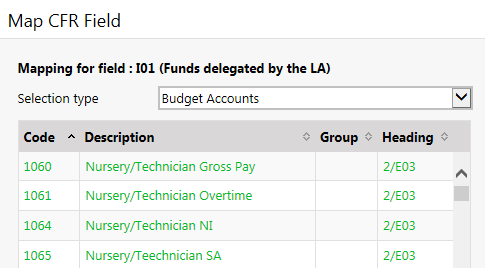 Map CFR Field
Mapping for field : I01 (Funds delegated by the LA)
Selection type Budget Accounts
Code Description Group Heading
1060 Nursery/Technician Gross Pay 2/E03
1061 Nursery/Technician Overtime 2/E03
1064 Nursery/Technician NI 2/E03
1065 Nursery/Teechnician SA 2/E03